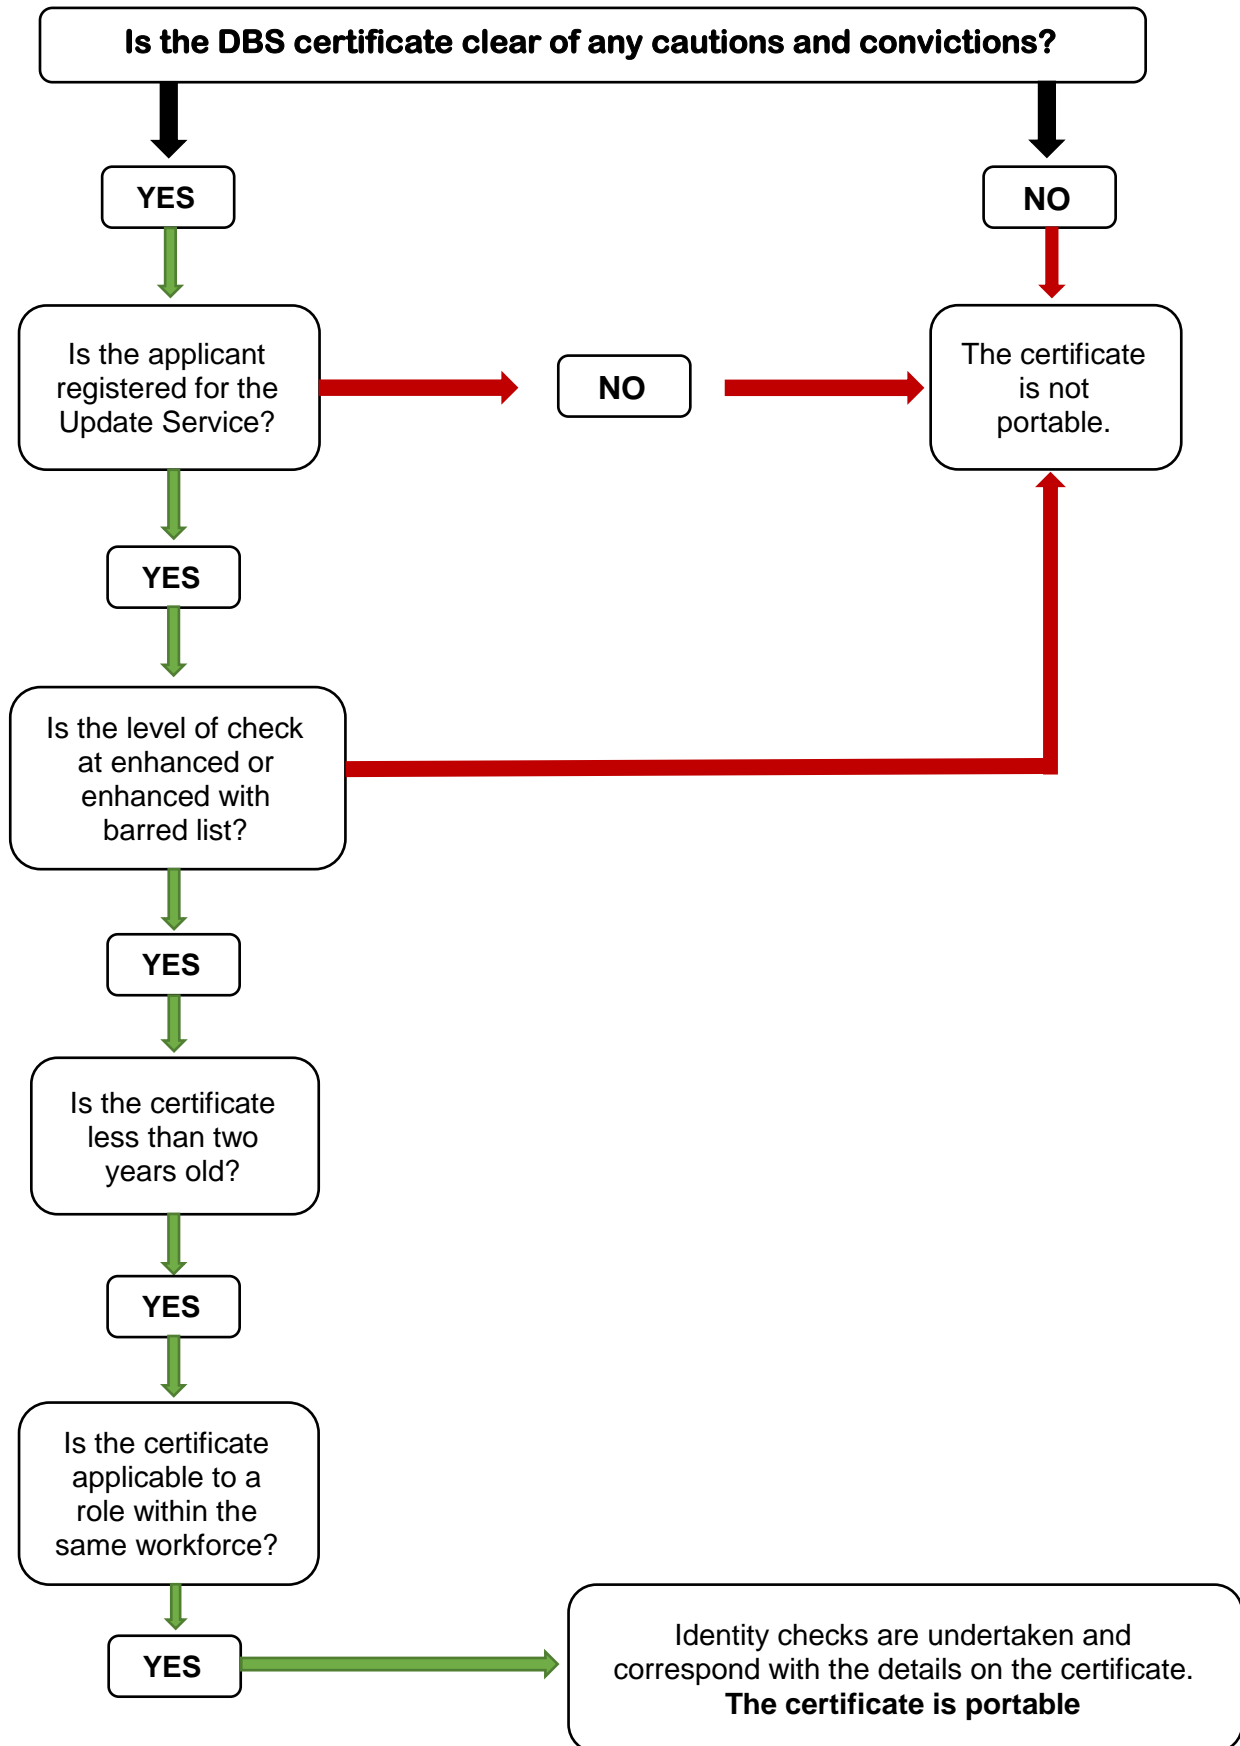 Is the DBS certificate clear of any cautions and convictions?
YES
NO
Is the applicant
registered for the
Update Service?
NO
The certificate
is not
portable.
YES
Is the level of check
at enhanced or
enhanced with
barred list?
YES
Is the certificate
less than two
years old?
YES
Is the certificate
applicable to a
role within the
same workforce?
YES
Identity checks are undertaken and
correspond with the details on the certificate.
The certificate is portable